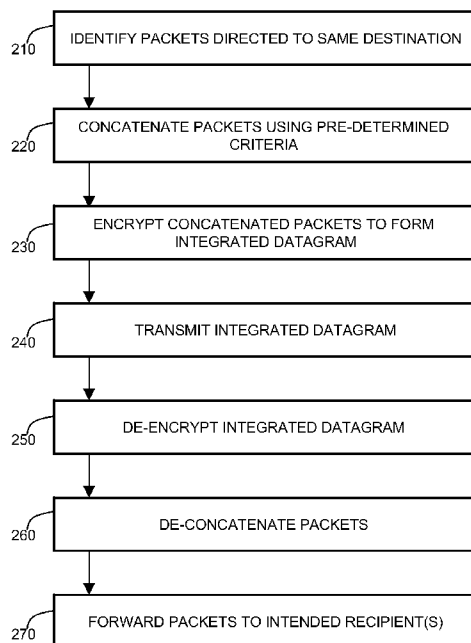 210
IDENTIFY PACKETS DIRECTED TO SAME DESTINATION
220
CONCATENATE PACKETS USING PRE-DETERMINED
CRITERIA
230
ENCRYPT CONCATENATED PACKETS TO FORM
INTEGRATED DATAGRAM
240
TRANSMIT INTEGRATED DATAGRAM
250
DE-ENCRYPT INTEGRATED DATAGRAM
260
DE-CONCATENATE PACKETS
270
FORWARD PACKETS TO INTENDED RECIPIENT(S)